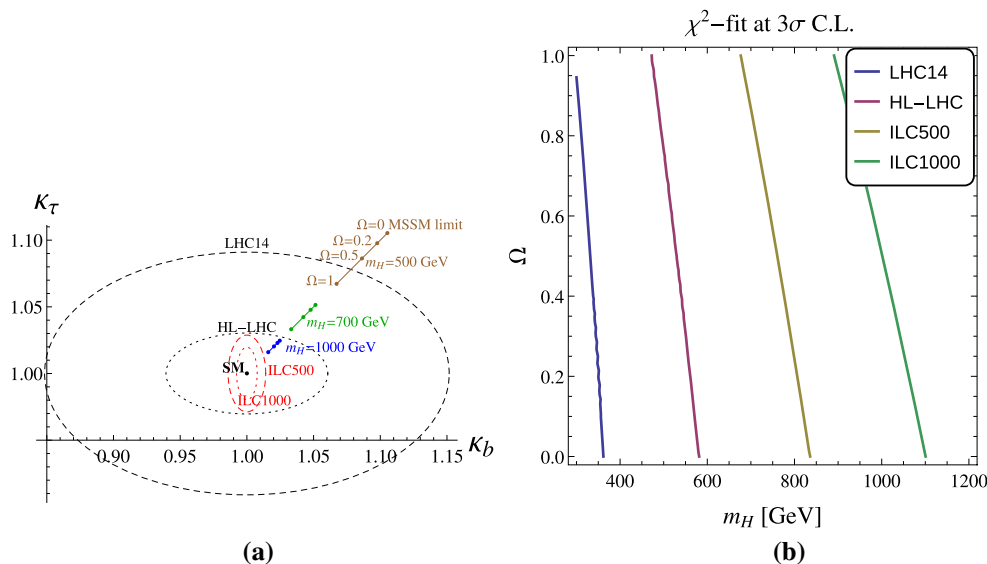 κτ
1.10
1.05
1.00
0.90
0.95
1.00
1.05
1.10
1.15
κb
LHC14
HL−LHC
SM
ILC500
ILC1000
Ω=0 MSSM limit
Ω=0.2
Ω=0.5
mH=500 GeV
Ω=1
mH=700 GeV
mH=1000 GeV
(a)
χ²−fit at 3σ C.L.
1.0
0.8
0.6
0.4
0.2
0.0
Ω
400
600
800
1000
1200
mH [GeV]
LHC14
HL−LHC
ILC500
ILC1000
(b)